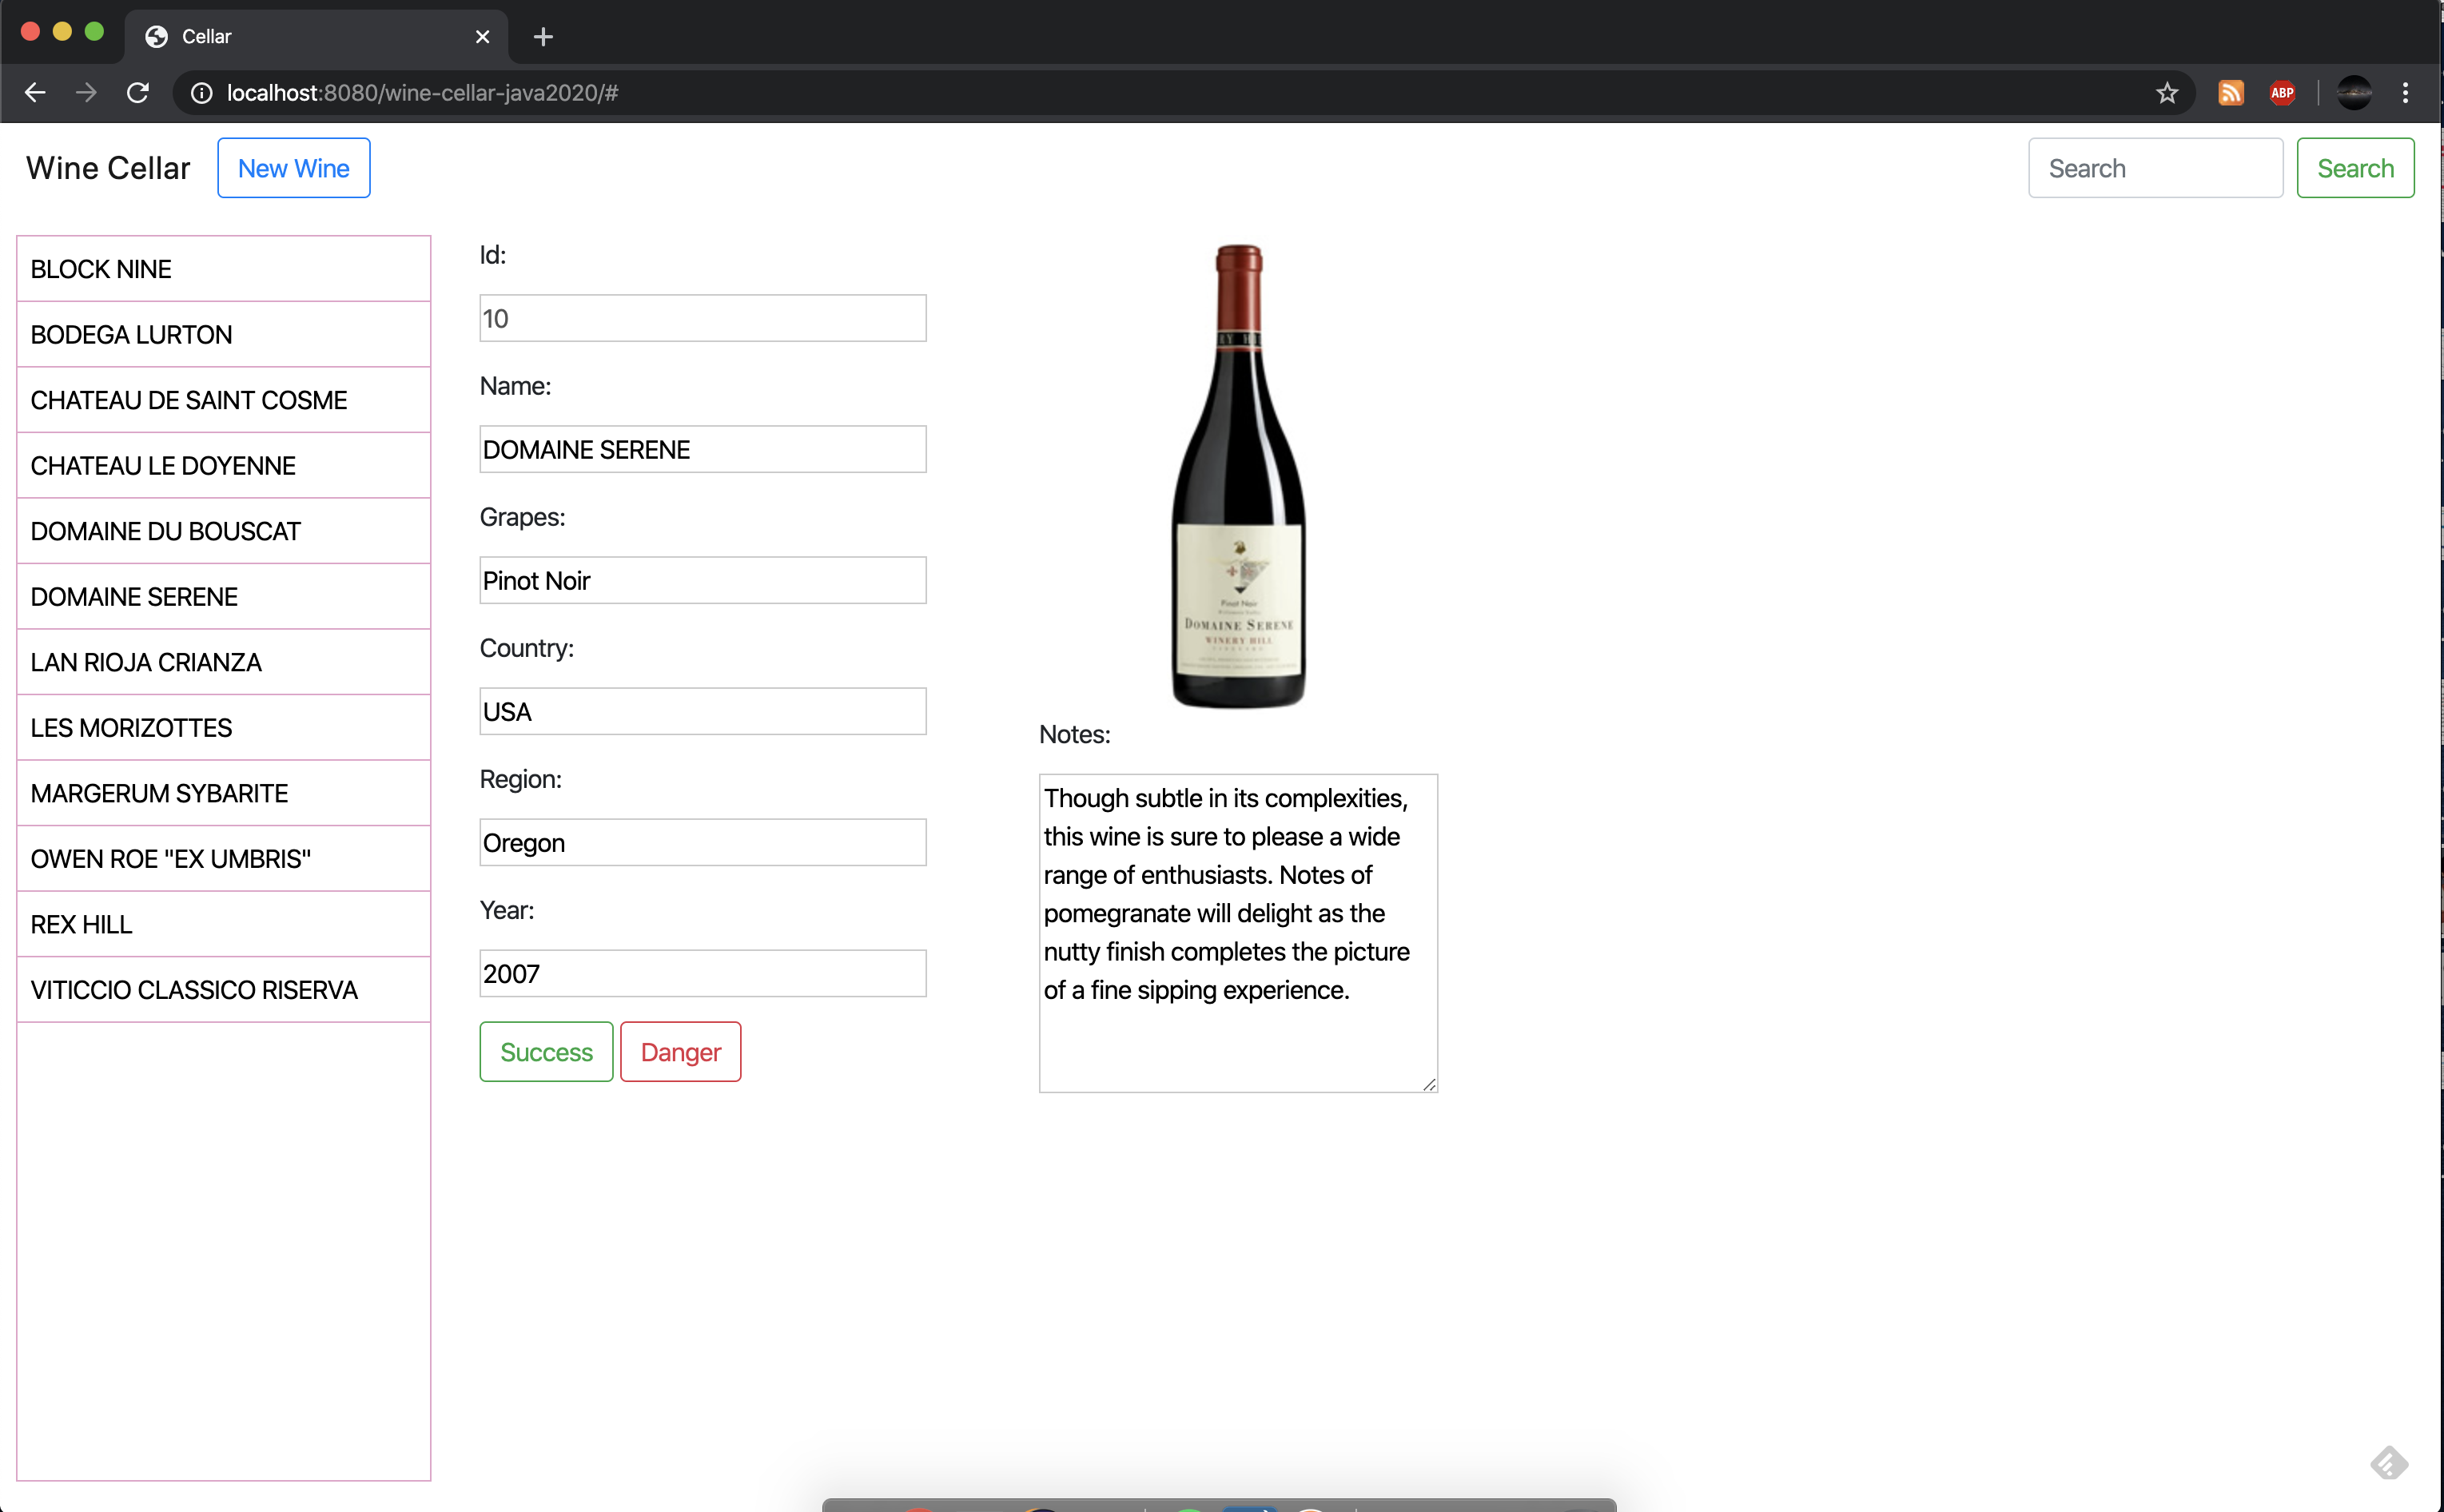 Cellar
localhost:8080/wine-cellar-java2020/#
ABP
Wine Cellar
New Wine
Search
Search
BLOCK NINE
BODEGA LURTON
CHATEAU DE SAINT COSME
CHATEAU LE DOYENNE
DOMAINE DU BOUSCAT
DOMAINE SERENE
LAN RIOJA CRIANZA
LES MORIZOTTES
MARGERUM SYBARITE
OWEN ROE "EX UMBRIS"
REX HILL
VITICCIO CLASSICO RISERVA
Id:
10
Name:
DOMAINE SERENE
Grapes:
Pinot Noir
Country:
USA
Region:
Oregon
Year:
2007
Success
Danger
Pinot Noir
DOMAINE SERENE
WINERY HILL
VINEYARD
Notes:
Though subtle in its complexities,
this wine is sure to please a wide
range of enthusiasts. Notes of
pomegranate will delight as the
nutty finish completes the picture
of a fine sipping experience.